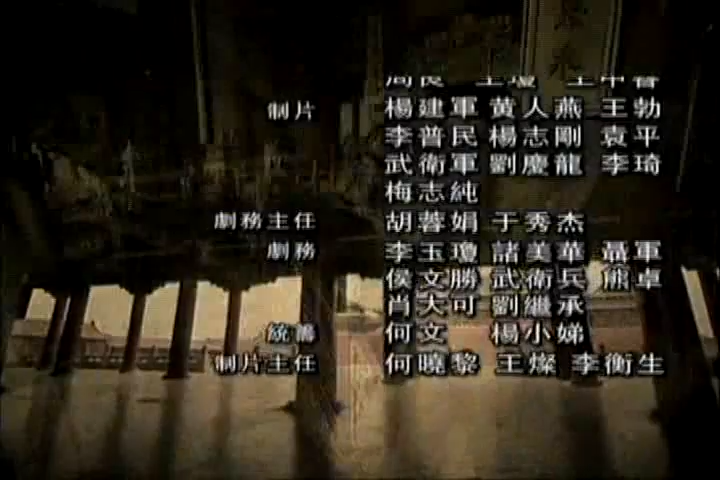 制片 楊建軍 黄人燕 王勃
李普民 楊志剛 袁平
武衛軍 劉慶龍 李琦
梅志純
劇務主任 胡蓉娟 于秀杰
劇務 李玉瓊 諸美華 聶軍
侯文勝 武衛兵 熊卓
肖大可 劉繼承
統籌 何文 楊小娣
制片主任 何曉黎 王燦 李衡生